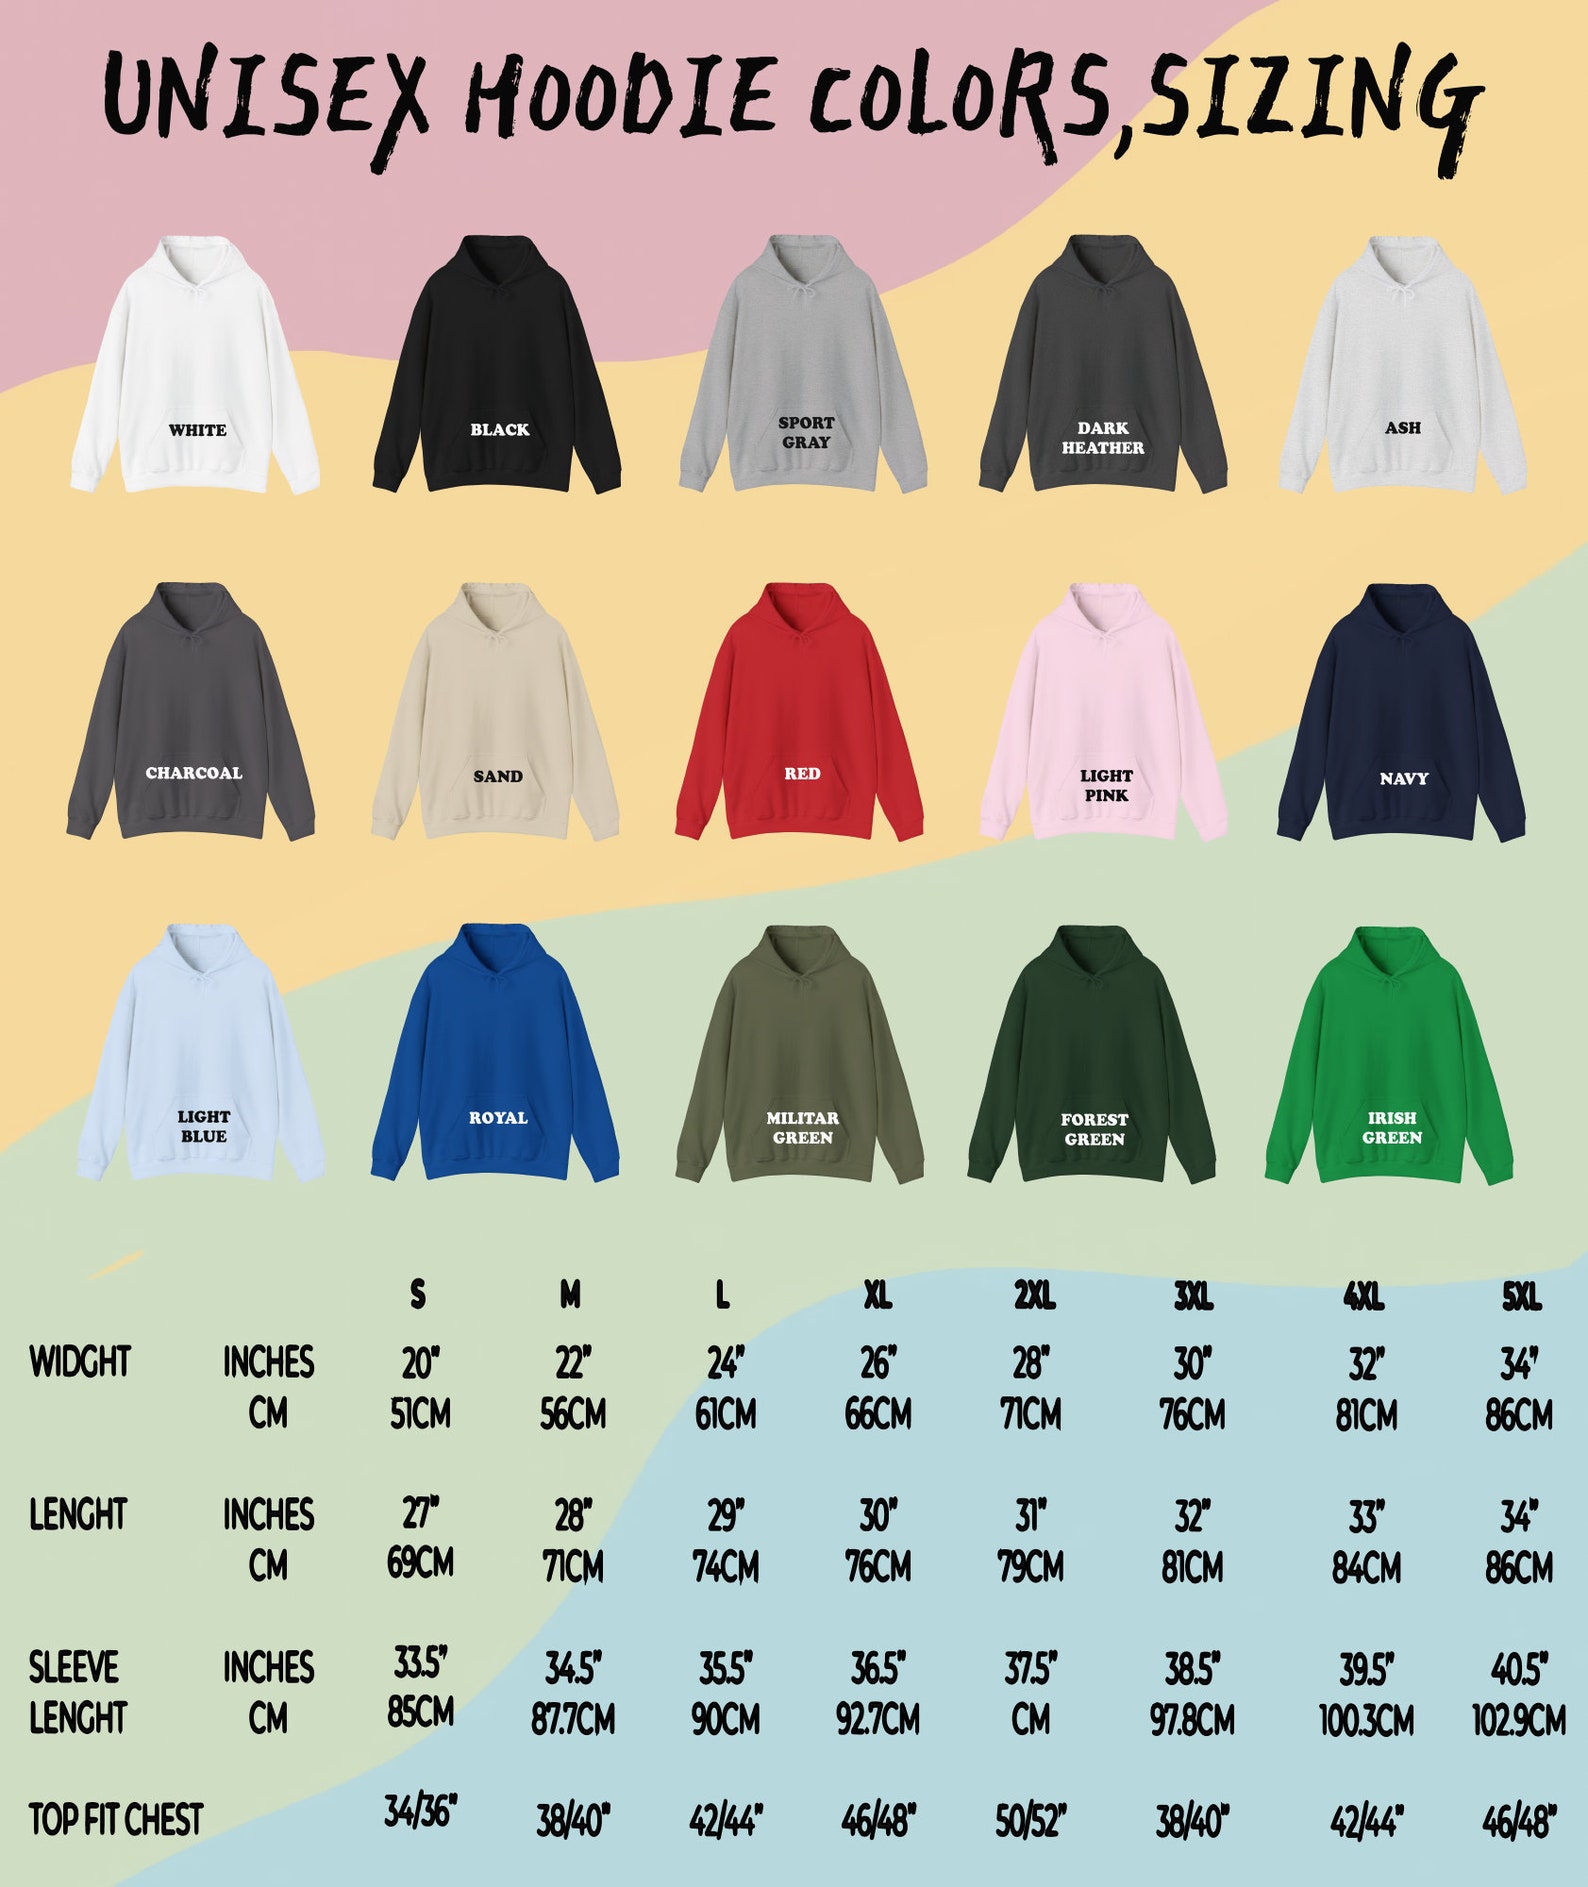 UNISEX HOODIE COLORS,SIZING
WHITE
BLACK
SPORT
GRAY
DARK
HEATHER
ASH
CHARCOAL
SAND
RED
LIGHT
PINK
NAVY
LIGHT
BLUE
ROYAL
MILITAR
GREEN
FOREST
GREEN
IRISH
GREEN
S M L XL 2XL 3XL 4XL 5XL
WIDGHT INCHES 20" 22" 24" 26" 28" 30" 32" 34"
CM 51CM 56CM 61CM 66CM 71CM 76CM 81CM 86CM
LENGHT INCHES 27" 28" 29" 30" 31" 32" 33" 34"
CM 69CM 71CM 74CM 76CM 79CM 81CM 84CM 86CM
SLEEVE INCHES 33.5" 34.5" 35.5" 36.5" 37.5" 38.5" 39.5" 40.5"
LENGHT CM 85CM 87.7CM 90CM 92.7CM CM 97.8CM 100.3CM 102.9CM
TOP FIT CHEST 34/36" 38/40" 42/44" 46/48" 50/52" 38/40" 42/44" 46/48"